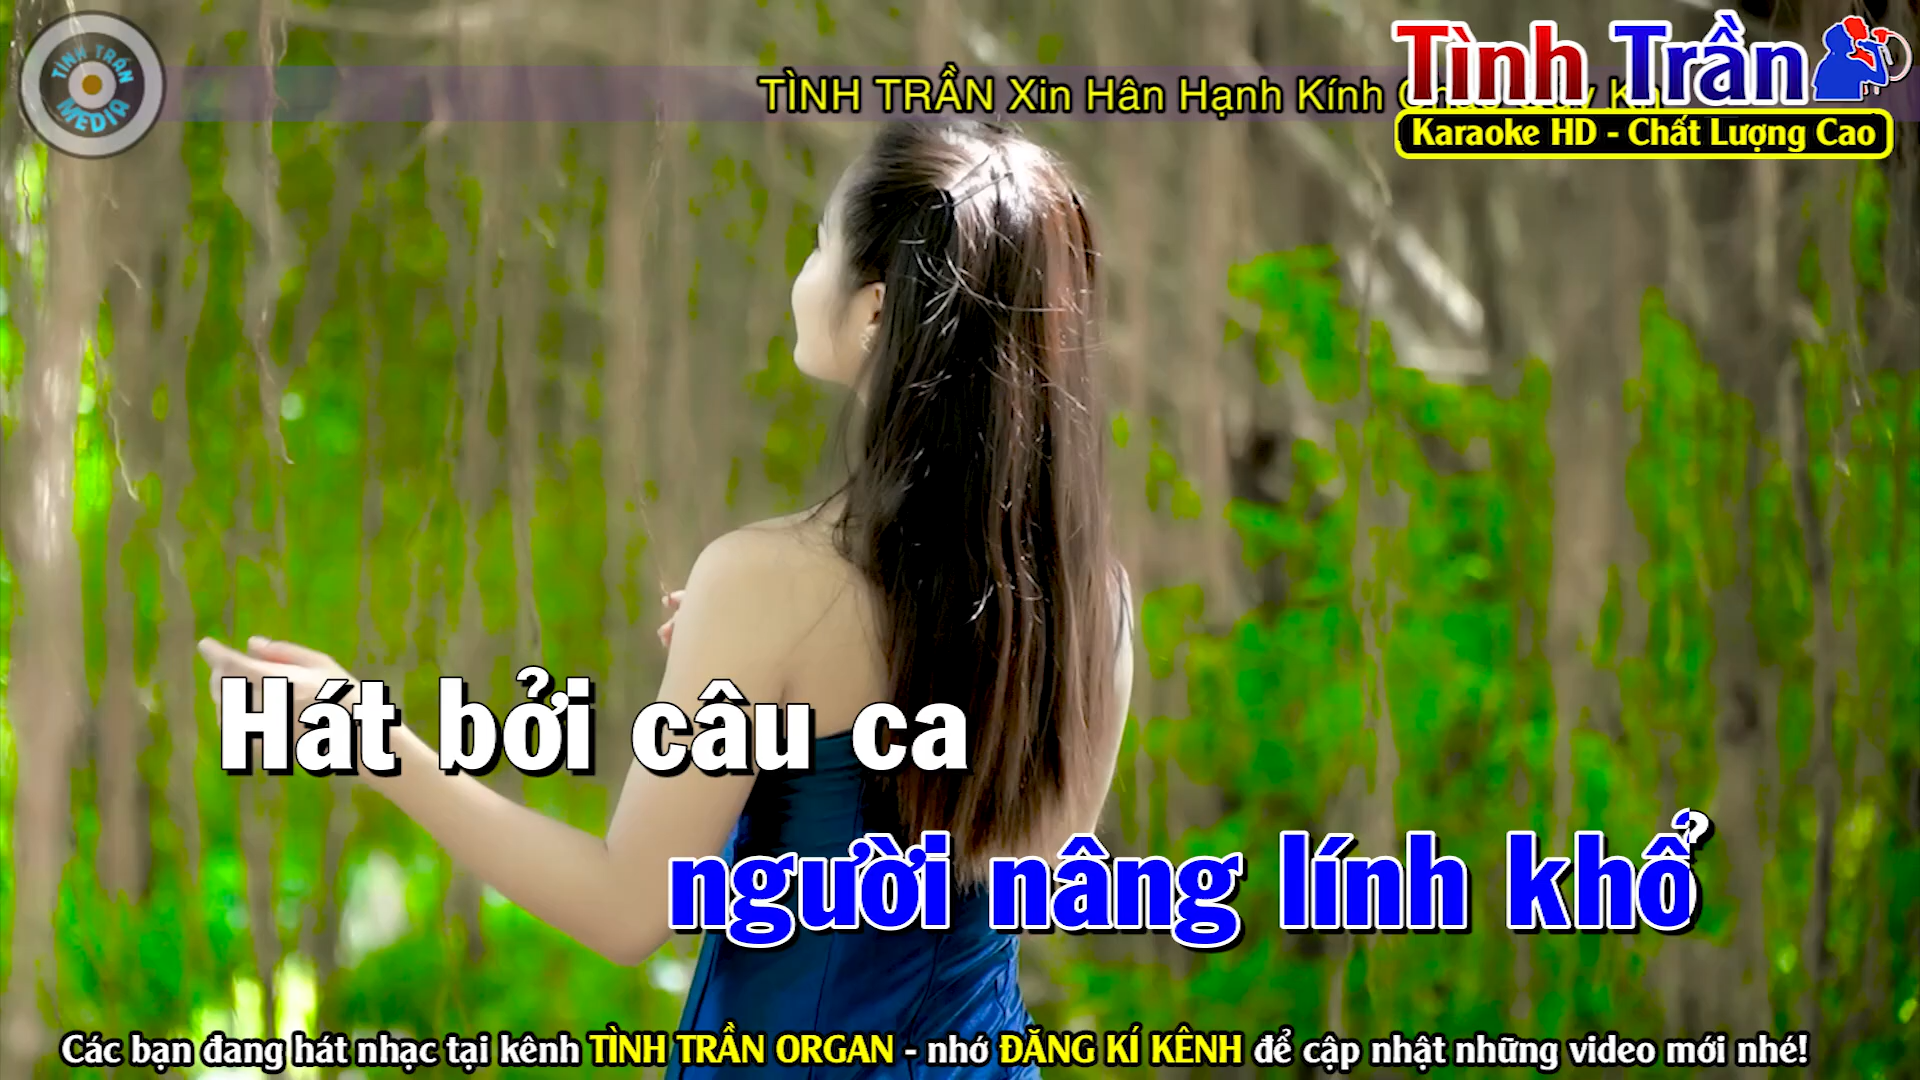 TÌNH TRẦN
MEDIA
TÌNH TRẦN Xin Hân Hạnh Kính
Tình Trần
Karaoke HD - Chất Lượng Cao
Hát bởi câu ca
người nâng lính khổ
Các bạn đang hát nhạc tại kênh TÌNH TRẦN ORGAN - nhớ ĐĂNG KÍ KÊNH để cập nhật những video mới nhé!